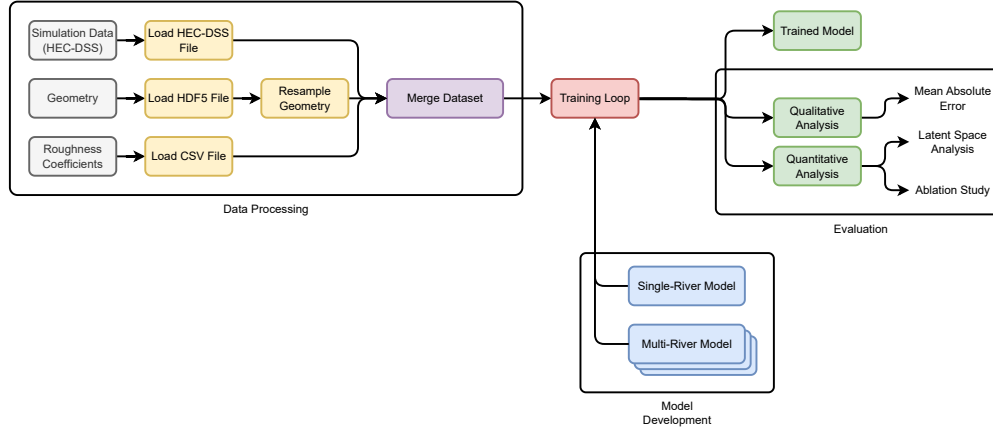 Simulation Data
(HEC-DSS)
Load HEC-DSS
File
Geometry
Load HDF5 File
Resample
Geometry
Merge Dataset
Roughness
Coefficients
Load CSV File
Data Processing
Training Loop
Trained Model
Qualitative
Analysis
Mean Absolute
Error
Quantitative
Analysis
Latent Space
Analysis
Ablation Study
Evaluation
Single-River Model
Multi-River Model
Model
Development